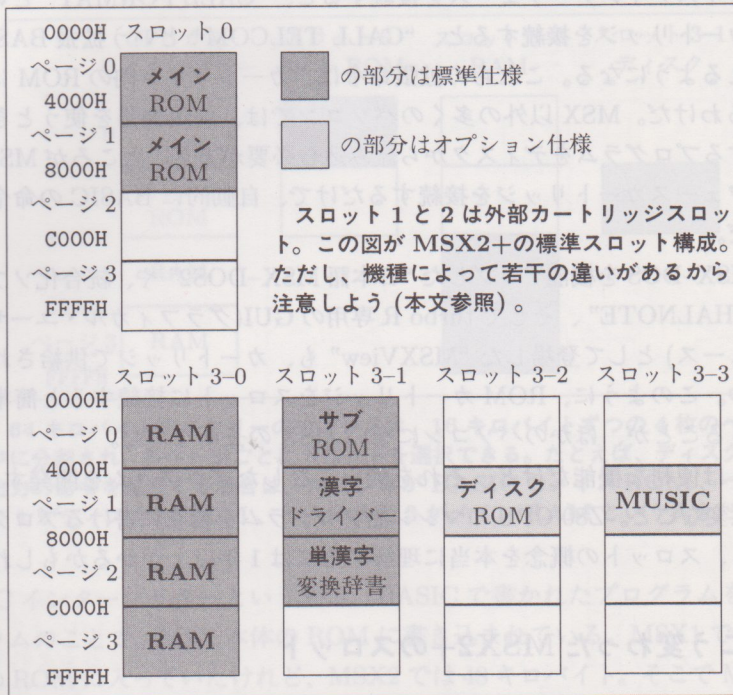 0000H スロット 0
ページ 0
メイン
ROM
4000H
ページ 1
メイン
ROM
8000H
ページ 2
C000H
ページ 3
FFFFH
の部分は標準仕様
の部分はオプション仕様
スロット 1 と 2 は外部カートリッジスロッ
ト。この図が MSX2+の標準スロット構成。
ただし、機種によって若干の違いがあるから
注意しよう (本文参照)。
スロット3–0 スロット3–1 スロット3–2 スロット3–3
0000H
ページ 0
RAM
サブ
ROM
4000H
ページ 1
RAM
漢字
ドライバー
ディスク
ROM
MUSIC
8000H
ページ 2
RAM
単漢字
変換辞書
C000H
ページ 3
RAM
FFFFH